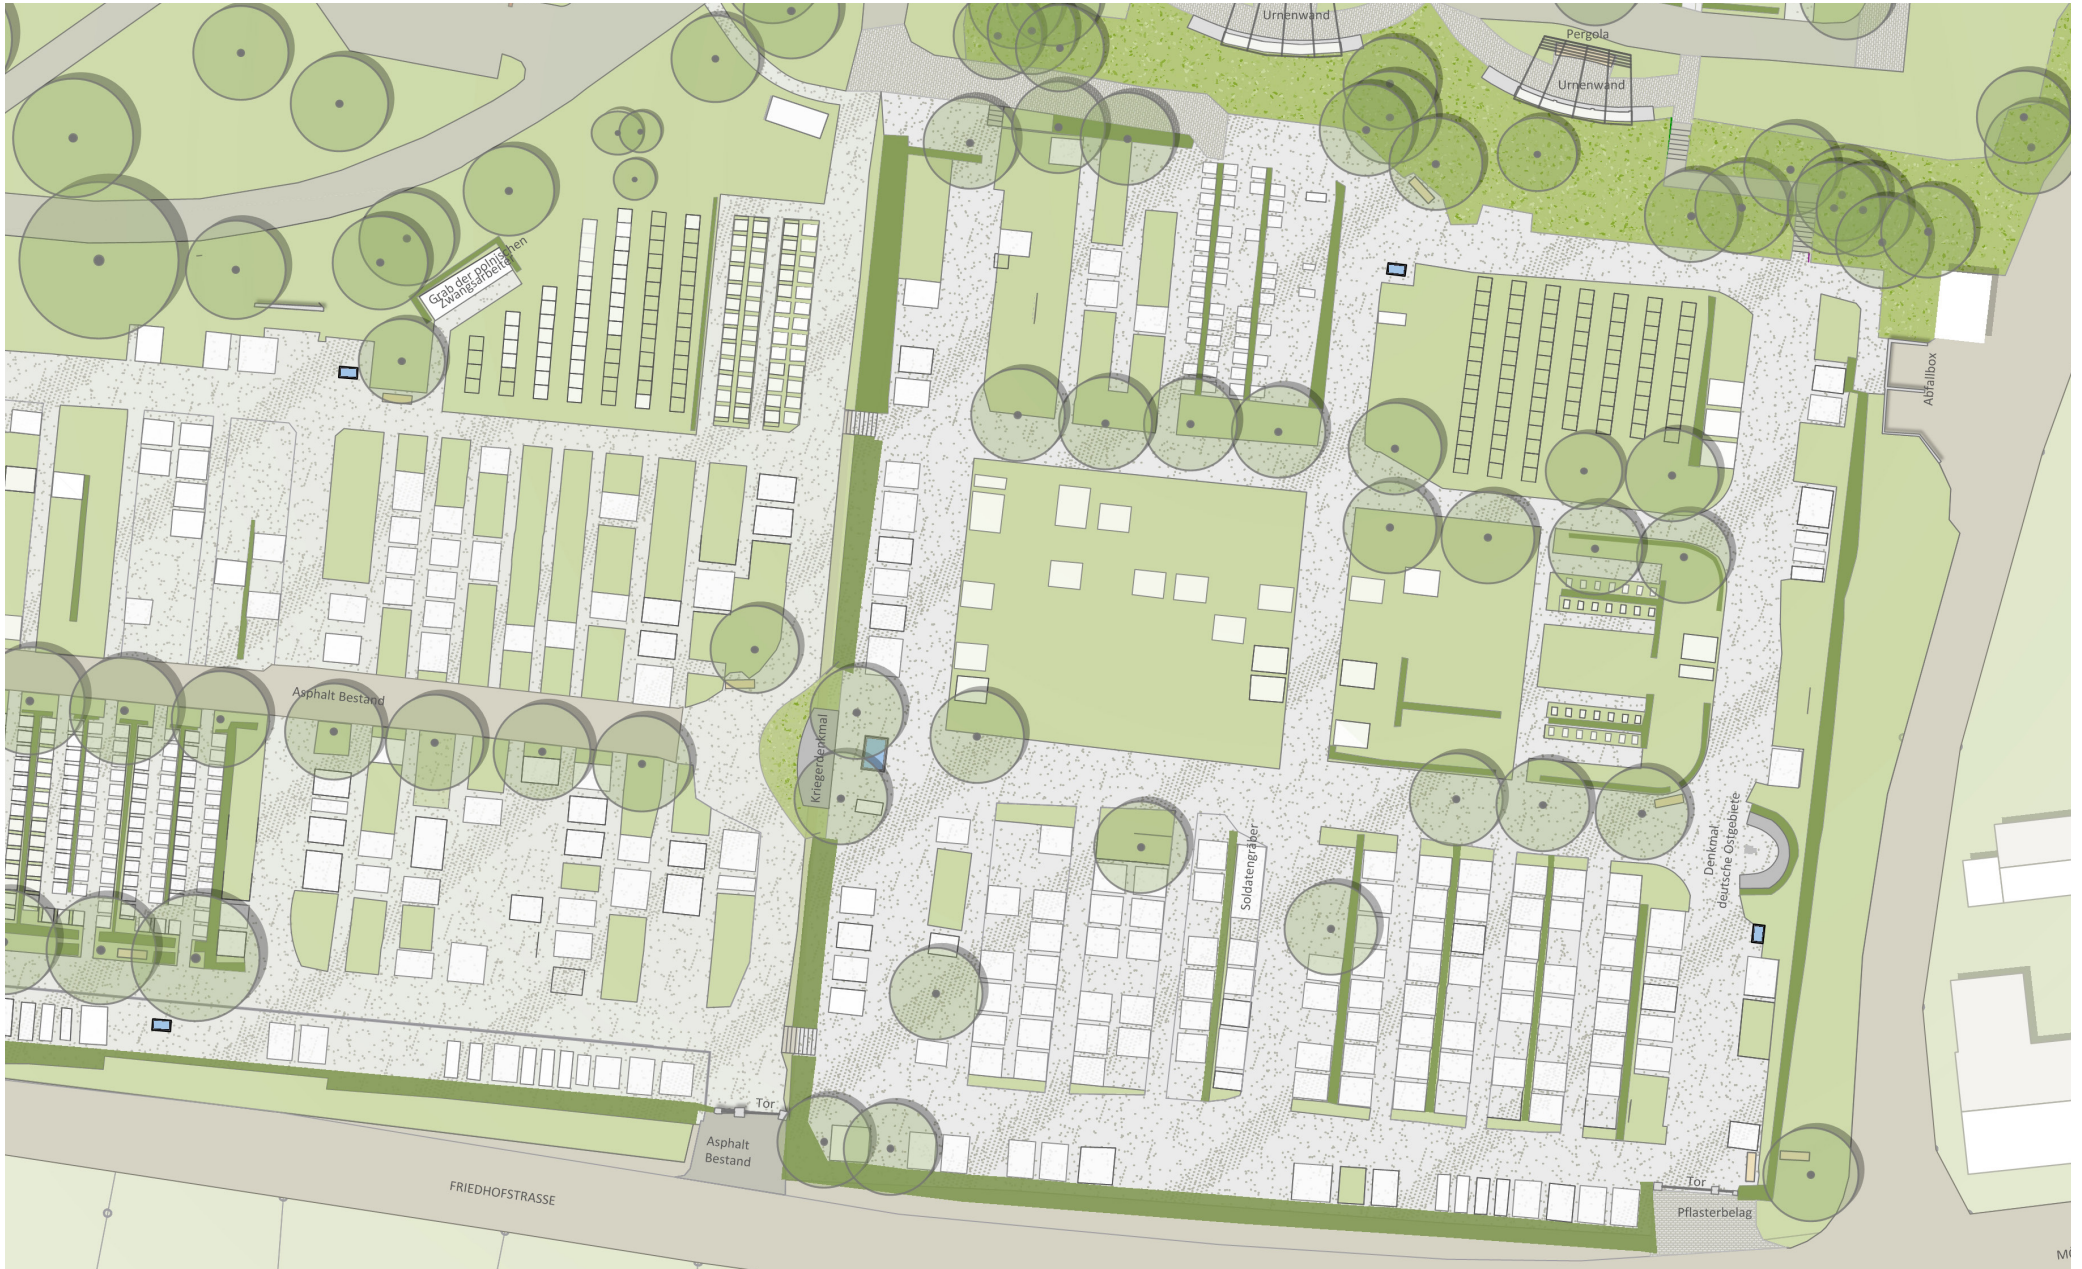 Urnenwand
Pergola
Urnenwand
Grab der polnischen
Zwangsarbeiter
Abfallbox
Asphalt Bestand
Kriegerdenkmal
Soldatengräber
Denkmal
deutsche Ostgebiete
Tor
Asphalt
Bestand
FRIEDHOFSTRASSE
Tor
Pflasterbelag